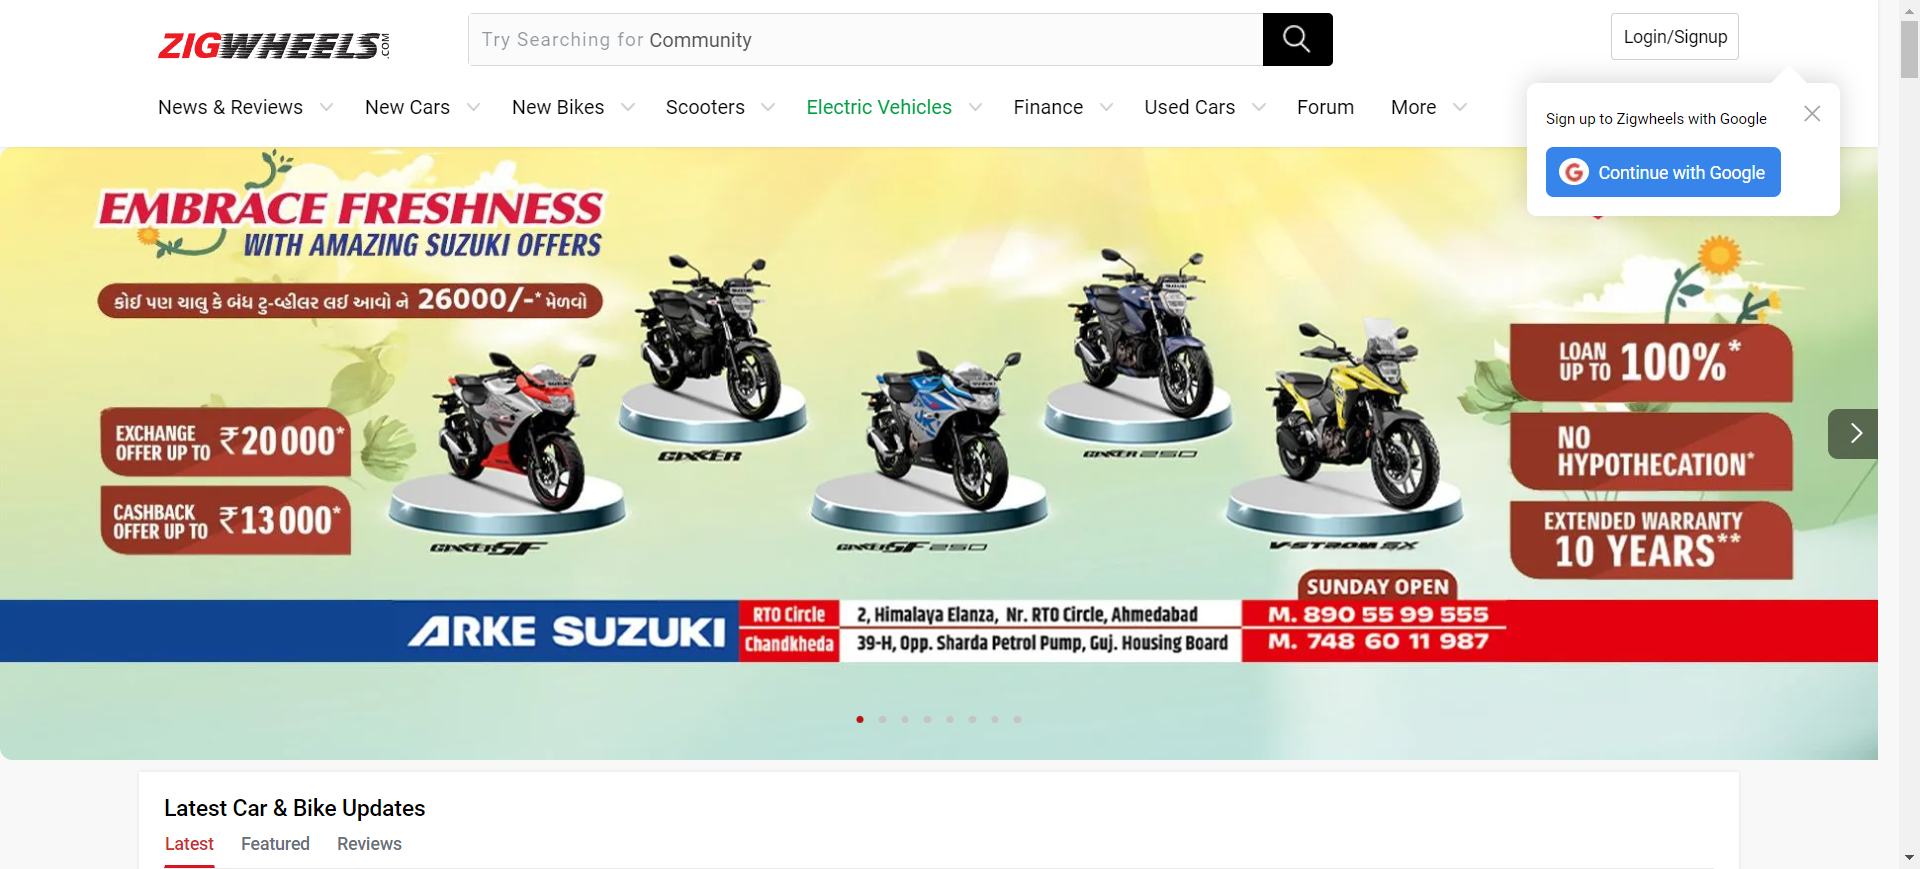 ZIGWHEELS.COM
Try Searching for Community
Login/Signup
News & Reviews
New Cars
New Bikes
Scooters
Electric Vehicles
Finance
Used Cars
Forum
More
Sign up to Zigwheels with Google
G Continue with Google
EMBRACE FRESHNESS
WITH AMAZING SUZUKI OFFERS
કોઈ પણ ચાલુ કે બંધ ટુ-વ્હીલર લઈ આવો ને 26000/-* મેળવો
EXCHANGE
OFFER UP TO ₹20000*
CASHBACK
OFFER UP TO ₹13000*
GIXXER
GIXXER 250
GIXXER SF
GIXXER SF 250
V-STROM SX
LOAN
UP TO 100%*
NO
HYPOTHECATION*
EXTENDED WARRANTY
10 YEARS**
SUNDAY OPEN
ARKE SUZUKI
RTO Circle
2, Himalaya Elanza, Nr. RTO Circle, Ahmedabad
M. 890 55 99 555
Chandkheda
39-H, Opp. Sharda Petrol Pump, Guj. Housing Board
M. 748 60 11 987
Latest Car & Bike Updates
Latest
Featured
Reviews